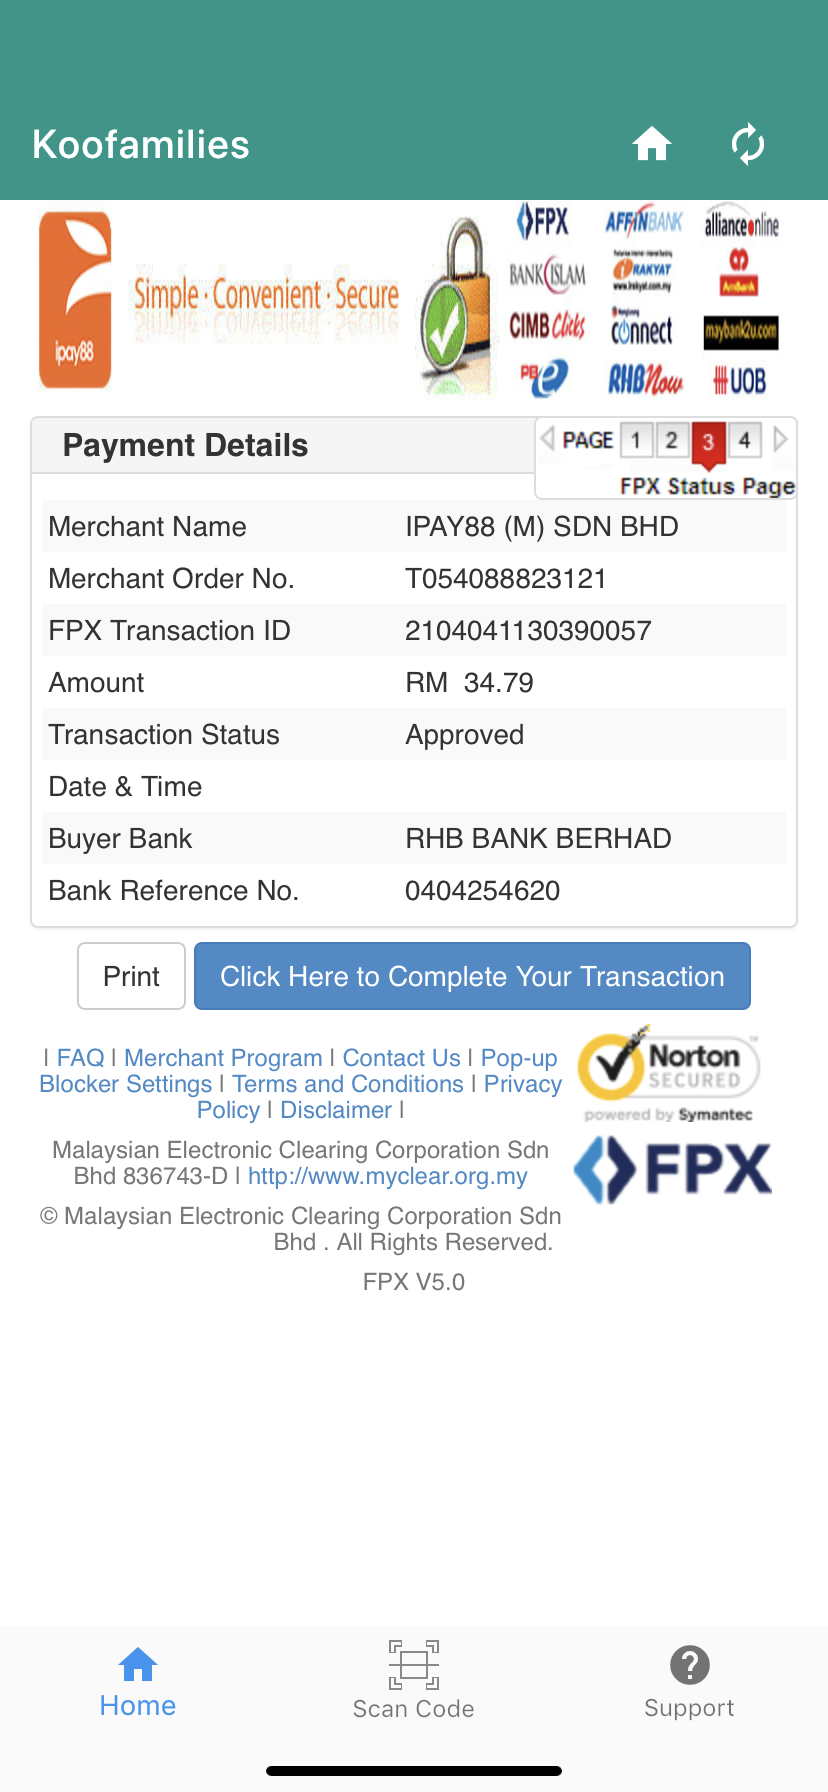 Koofamilies
ipay88
Simple · Convenient · Secure
FPX AFFINBANK allianceonline
BANK ISLAM RAKYAT AmBank
www.irakyat.com.my
CIMB Clicks Connect maybank2u.com
PBe RHBNow UOB
Payment Details
PAGE 1 2 3 4
FPX Status Page
Merchant Name IPAY88 (M) SDN BHD
Merchant Order No. T054088823121
FPX Transaction ID 2104041130390057
Amount RM 34.79
Transaction Status Approved
Date & Time
Buyer Bank RHB BANK BERHAD
Bank Reference No. 0404254620
Print Click Here to Complete Your Transaction
| FAQ | Merchant Program | Contact Us | Pop-up
Blocker Settings | Terms and Conditions | Privacy
Policy | Disclaimer |
Norton
SECURED
powered by Symantec
Malaysian Electronic Clearing Corporation Sdn
Bhd 836743-D | http://www.myclear.org.my
FPX
© Malaysian Electronic Clearing Corporation Sdn
Bhd . All Rights Reserved.
FPX V5.0
Home Scan Code Support